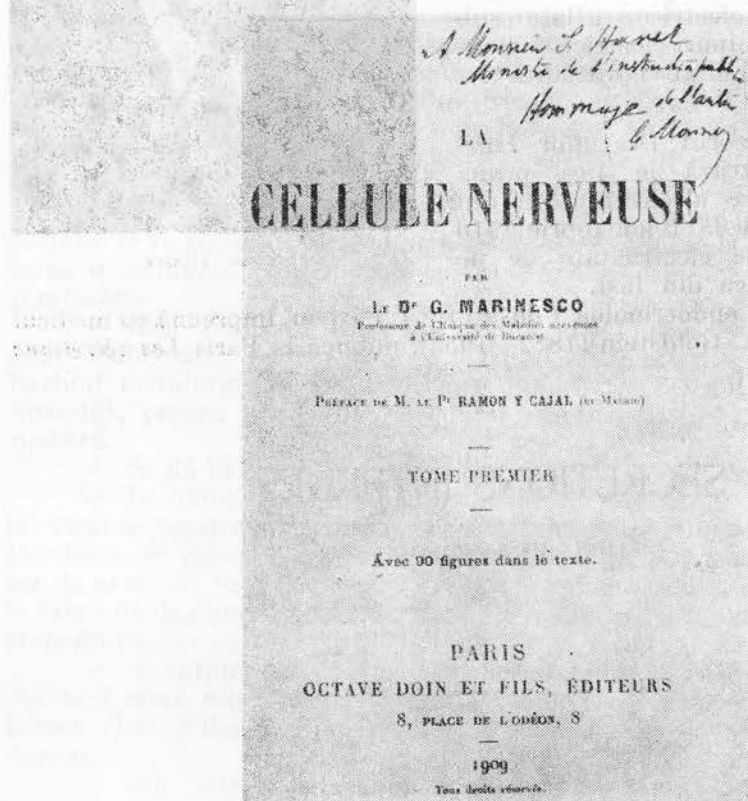 A Monsieur S. Haret
Ministre de l'instruction publi
Hommage de l'auteur
G. Marines
LA
CELLULE NERVEUSE
PAR
LE Dr G. MARINESCO
Professeur de Clinique des Maladies nerveuses
à l'Université de Bucarest
PRÉFACE DE M. LE Pr RAMON Y CAJAL (DE MADRID)
TOME PREMIER
Avec 90 figures dans le texte.
PARIS
OCTAVE DOIN ET FILS, ÉDITEURS
8, PLACE DE L'ODÉON, 8
1909
Tous droits réservés.